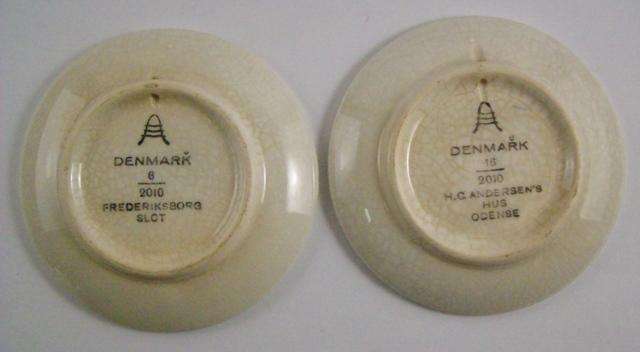 DENMARK
6
2010
FREDERIKSBORG
SLOT
DENMARK
16
2010
H.C. ANDERSEN'S
HUS
ODENSE